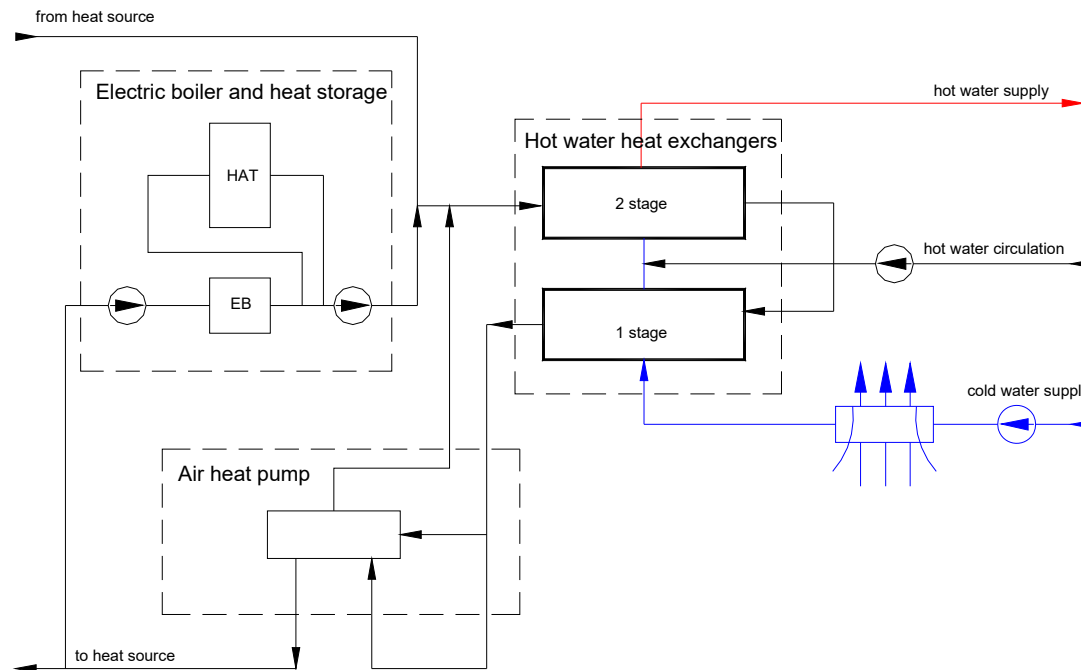 from heat source
Electric boiler and heat storage
hot water supply
Hot water heat exchangers
HAT
2 stage
hot water circulation
EB
1 stage
cold water suppl
Air heat pump
to heat source